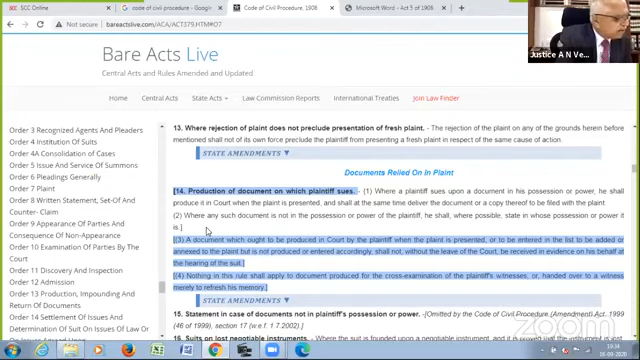 SCC Online
code of civil procedure - Googl
Code of Civil Procedure, 1908
Microsoft Word - Act 5 of 1908
Not secure | bareactslive.com/ACA/ACT379.HTM#O7
Justice A N Ve...
Bare Acts Live
Central Acts and Rules Amended and Updated
Home
Central Acts
State Acts
Law Commission Reports
International Treaties
Join Law Finder
Order 3 Recognized Agents and Pleaders
Order 4 Institution of Suits
Order 4A Consolidation of Cases
Order 5 Issue and Service of Summons
Order 6 Pleadings Generally
Order 7 Plaint
Order 8 Written Statement, Set-off and
Counter- Claim
Order 9 Appearance of Parties and
Consequence of Non-Appearance
Order 10 Examination of Parties by the
Court
Order 11 Discovery and Inspection
Order 12 Admission
Order 13 Production, Impounding and
Return Of Documents
Order 14 Settlement of Issues and
Determination of Suit on Issues of Law or
13. Where rejection of plaint does not preclude presentation of fresh plaint. - The rejection of the plaint on any of the grounds herein before
mentioned shall not of its own force preclude the plaintiff from presenting a fresh plaint in respect of the same cause of action.
STATE AMENDMENTS ▼
Documents Relied On in Plaint
[14. Production of document on which plaintiff sues. - (1) Where a plaintiff sues upon a document in his possession or power, he shall
produce it in Court when the plaint is presented, and shall at the same time deliver the document or a copy thereof to be filed with the plaint
(2) Where any such document is not in the possession or power of the plaintiff, he shall, where possible, state in whose possession or power it
is.]
[(3) A document which ought to be produced in Court by the plaintiff when the plaint is presented, or to be entered in the list to be added or
annexed to the plaint but is not produced or entered accordingly, shall not, without the leave of the Court, be received in evidence on his behalf at
the hearing of the suit.]
[(4) Nothing in this rule shall apply to document produced for the cross-examination of the plaintiff's witnesses, or, handed over to a witness
merely to refresh his memory.]
STATE AMENDMENTS ▼
15. Statement in case of documents not in plaintiff's possession or power. -[Omitted by the Code of Civil Procedure (Amendment) Act, 1999
(46 of 1999), section 17 (w.e.f. 1.7.2002).]
zoom
19:34